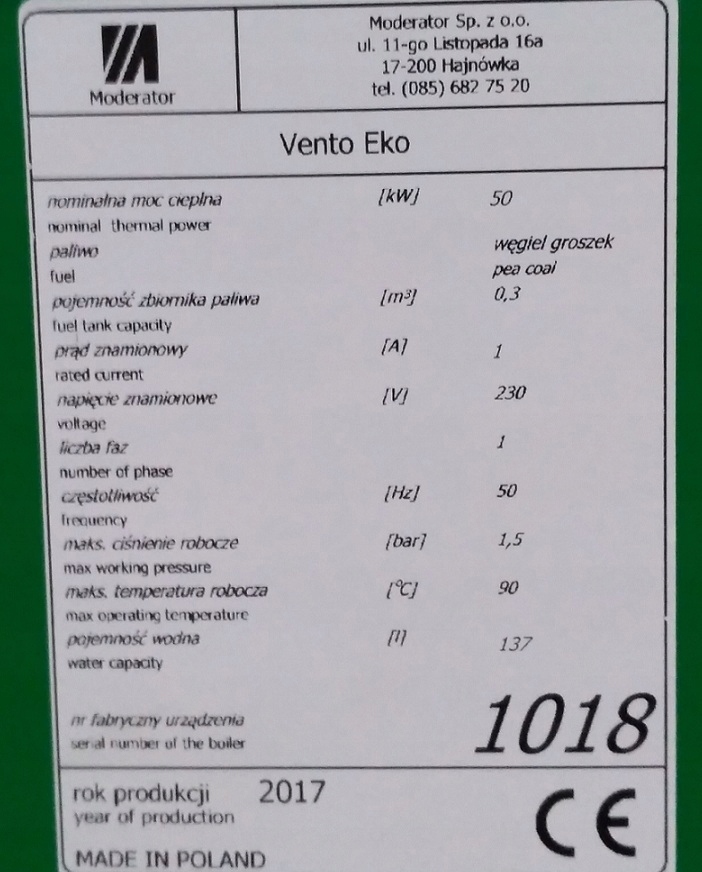 Moderator
Moderator Sp. z o.o.
ul. 11-go Listopada 16a
17-200 Hajnówka
tel. (085) 682 75 20
Vento Eko
nominalna moc cieplna [kW] 50
nominal thermal power
paliwo węgiel groszek
fuel pea coal
pojemność zbiornika paliwa [m³] 0,3
fuel tank capacity
prąd znamionowy [A] 1
rated current
napięcie znamionowe [V] 230
voltage
liczba faz 1
number of phase
częstotliwość [Hz] 50
frequency
maks. ciśnienie robocze [bar] 1,5
max working pressure
maks. temperatura robocza [°C] 90
max operating temperature
pojemność wodna [l] 137
water capacity
nr fabryczny urządzenia 1018
serial number of the boiler
rok produkcji 2017
year of production
MADE IN POLAND
CE